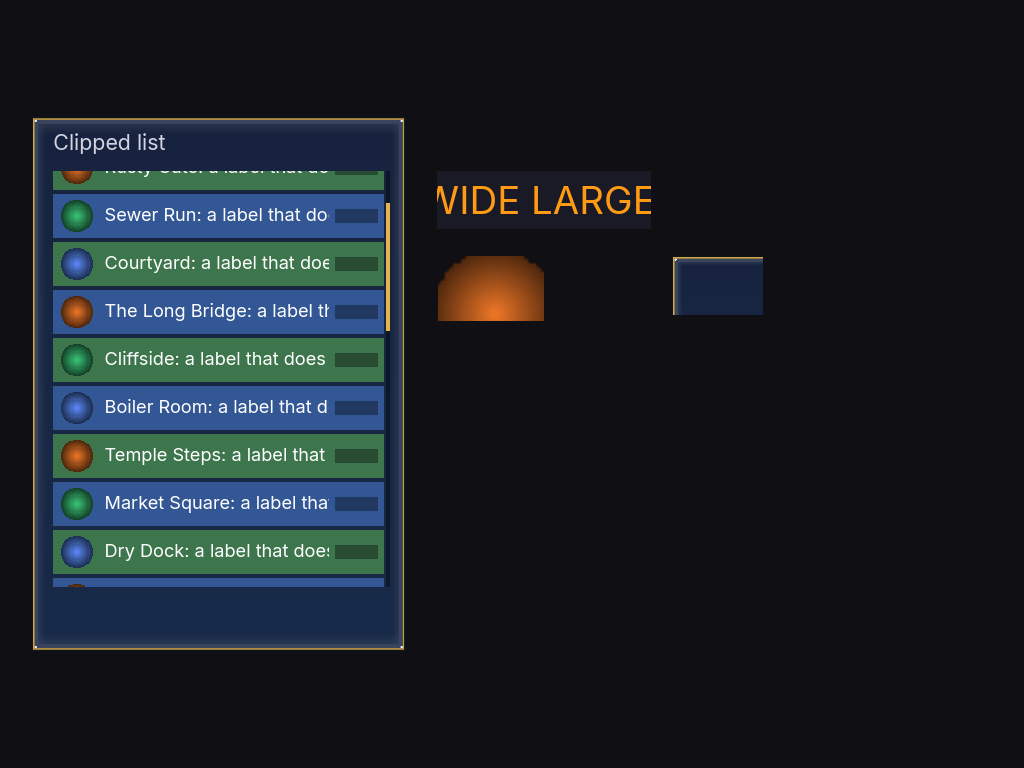 Clipped list
Sewer Run: a label that do
Courtyard: a label that doe
The Long Bridge: a label th
Cliffside: a label that does
Boiler Room: a label that d
Temple Steps: a label that
Market Square: a label tha
Dry Dock: a label that does
WIDE LARGE